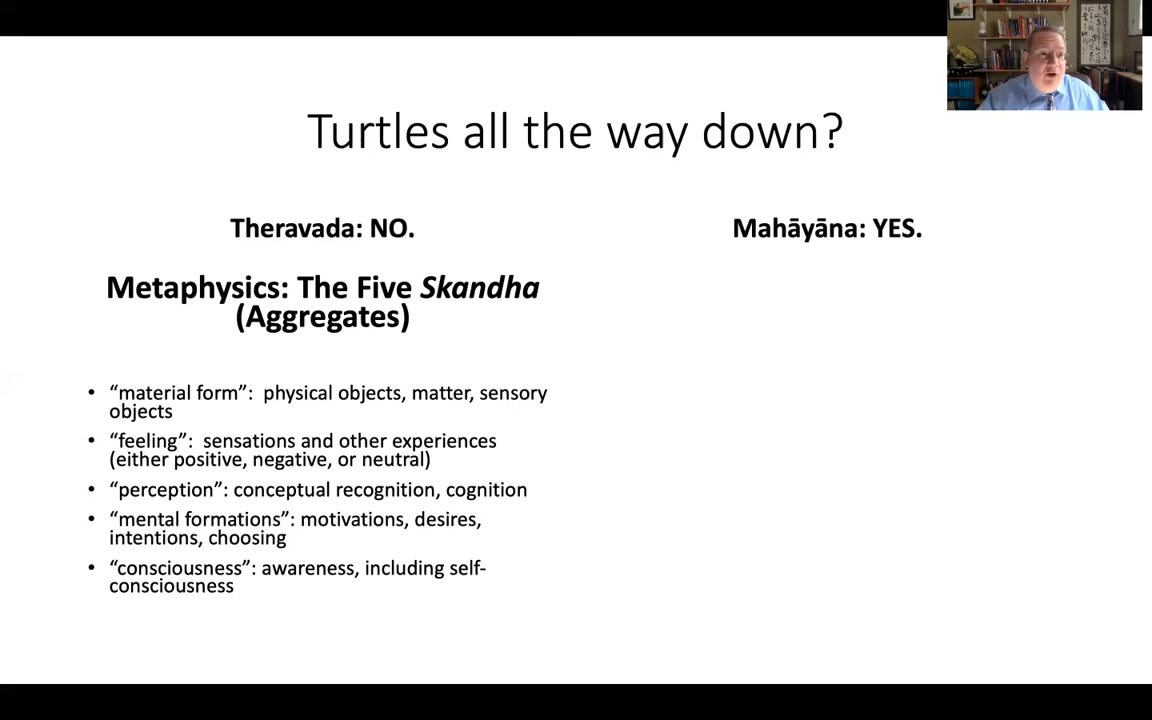 Turtles all the way down?
Theravada: NO.
Metaphysics: The Five Skandha
(Aggregates)
• “material form”:  physical objects, matter, sensory
objects
• “feeling”:  sensations and other experiences
(either positive, negative, or neutral)
• “perception”: conceptual recognition, cognition
• “mental formations”: motivations, desires,
intentions, choosing
• “consciousness”: awareness, including self-
consciousness
Mahāyāna: YES.